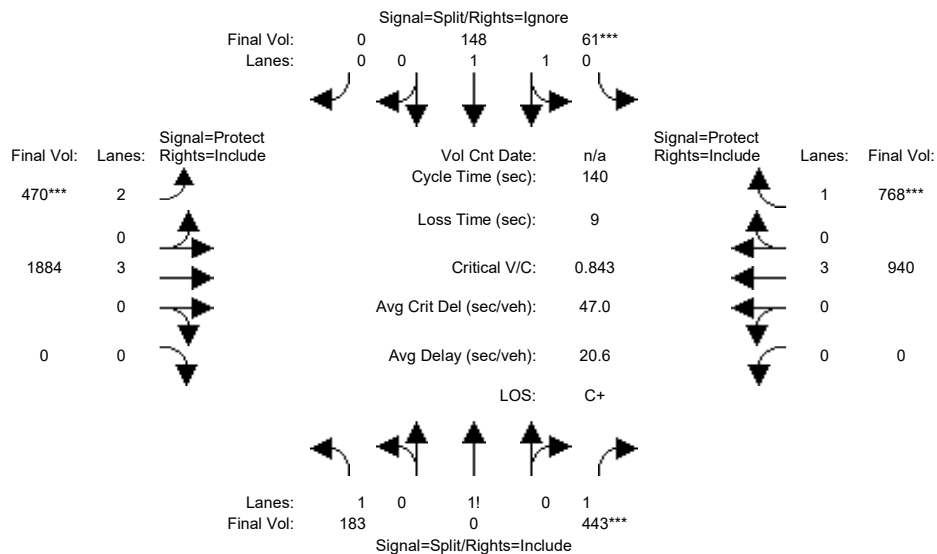 Signal=Split/Rights=Ignore
Final Vol: 0 148 61***
Lanes: 0 0 1 1 0
Signal=Protect
Final Vol: Lanes: Rights=Include
Vol Cnt Date: n/a
Signal=Protect
Rights=Include Lanes: Final Vol:
Cycle Time (sec): 140
470*** 2
1 768***
Loss Time (sec): 9
0
0
1884 3
Critical V/C: 0.843
3 940
0
Avg Crit Del (sec/veh): 47.0
0
0 0
Avg Delay (sec/veh): 20.6
0 0
LOS: C+
Lanes: 1 0 1! 0 1
Final Vol: 183 0 443***
Signal=Split/Rights=Include